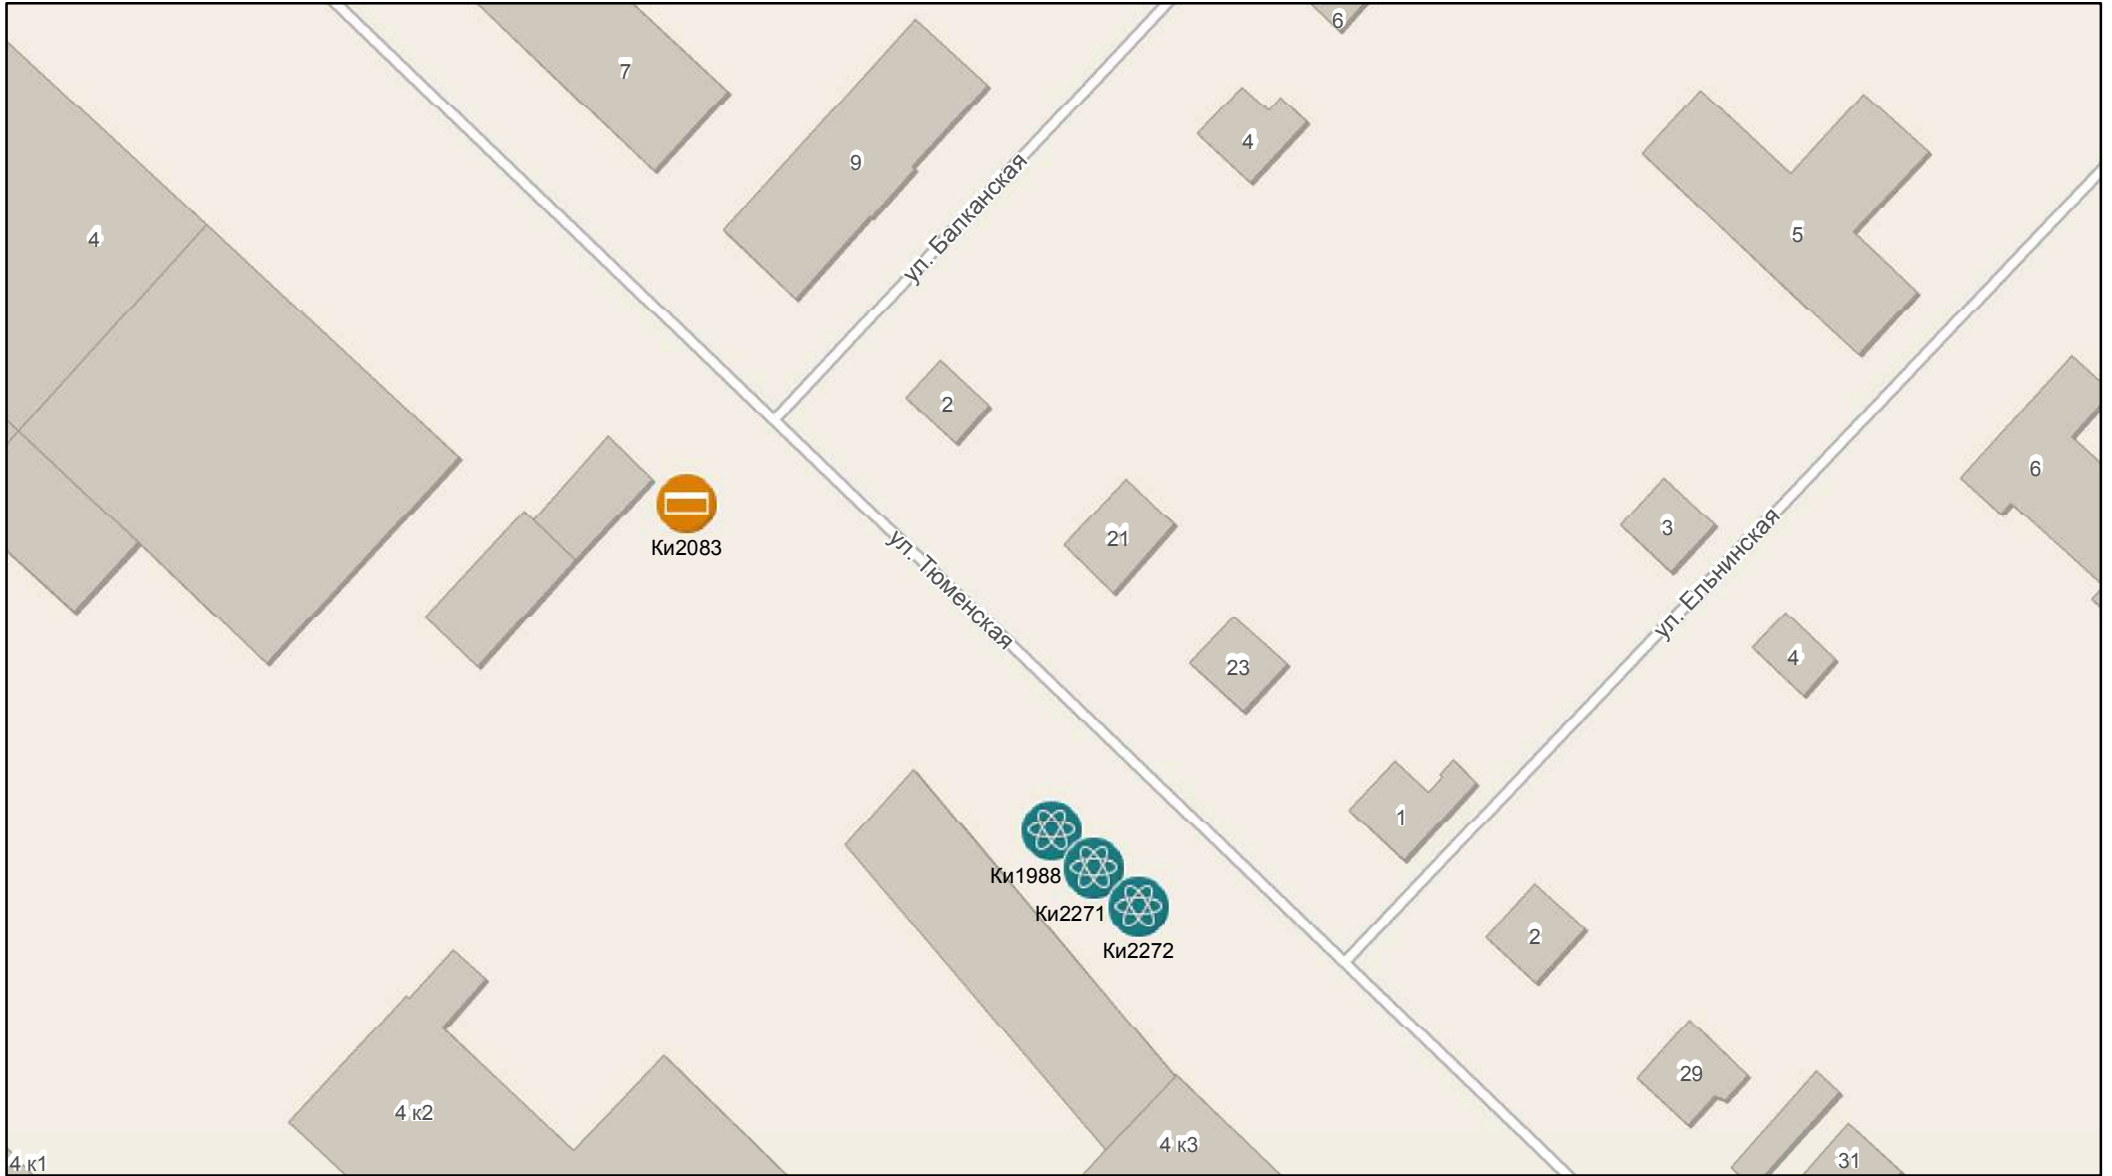 6
7
4
9
5
ул. Балканская
4
2
6
21
3
Ки2083
ул. Тюменская
ул. Ельнинская
23
4
1
Ки1988
Ки2271
2
Ки2272
29
4 к2
4 к3
31
4 к1